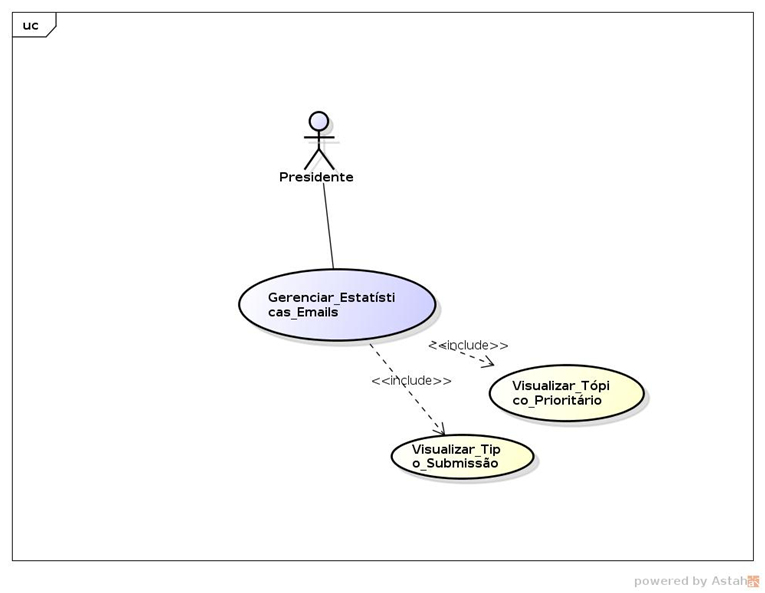 uc
Presidente
Gerenciar_Estatísti
cas_Emails
<<include>>
<<include>>
Visualizar_Tópi
co_Prioritário
Visualizar_Tip
o_Submissão
powered by Astah